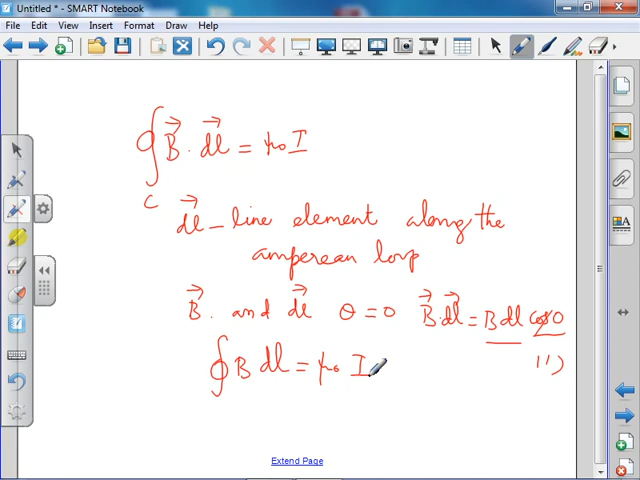 Untitled * - SMART Notebook
File Edit View Insert Format Draw Help
∮ B⃗ . dl⃗ = μ₀ I
C
dl⃗ - line element along the
amperean loop
B⃗ . and dl⃗ θ = 0 B⃗ . dl⃗ = B dl cos 0
(1)
∮ B dl = μ₀ I
Extend Page